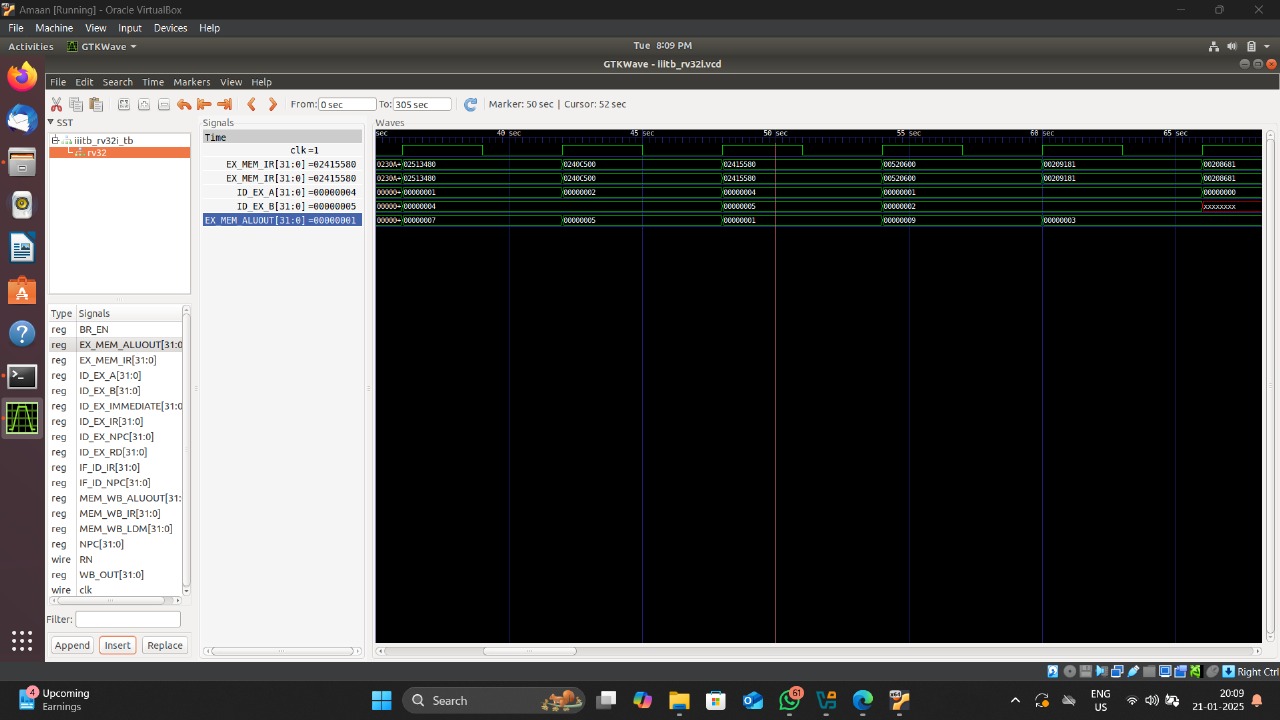 Amaan [Running] - Oracle VirtualBox
File Machine View Input Devices Help
Activities GTKWave Tue 8:09 PM
GTKWave - iiitb_rv32i.vcd
File Edit Search Time Markers View Help
From: 0 sec To: 305 sec Marker: 50 sec | Cursor: 52 sec
SST
iiitb_rv32i_tb
rv32
Type Signals
reg BR_EN
reg EX_MEM_ALUOUT[31:0
reg EX_MEM_IR[31:0]
reg ID_EX_A[31:0]
reg ID_EX_B[31:0]
reg ID_EX_IMMEDIATE[31:0
reg ID_EX_IR[31:0]
reg ID_EX_NPC[31:0]
reg ID_EX_RD[31:0]
reg IF_ID_IR[31:0]
reg IF_ID_NPC[31:0]
reg MEM_WB_ALUOUT[31:
reg MEM_WB_IR[31:0]
reg MEM_WB_LDM[31:0]
reg NPC[31:0]
wire RN
reg WB_OUT[31:0]
wire clk
Filter:
Append Insert Replace
Signals
Time
clk=1
EX_MEM_IR[31:0] =02415580
EX_MEM_IR[31:0] =02415580
ID_EX_A[31:0] =00000004
ID_EX_B[31:0] =00000005
EX_MEM_ALUOUT[31:0] =00000001
Waves
sec 40 sec 45 sec 50 sec 55 sec 60 sec 65 sec
0230A+ 02513480 0240C500 02415580 00520600 00209181 00208681
0230A+ 02513480 0240C500 02415580 00520600 00209181 00208681
00000+ 00000001 00000002 00000004 00000001 00000000
00000+ 00000004 00000005 00000002 xxxxxxxx
00000+ 00000007 00000005 00000001 00000009 00000003
Right Ctrl
4 Upcoming
Earnings
Search
61
ENG
US
20:09
21-01-2025